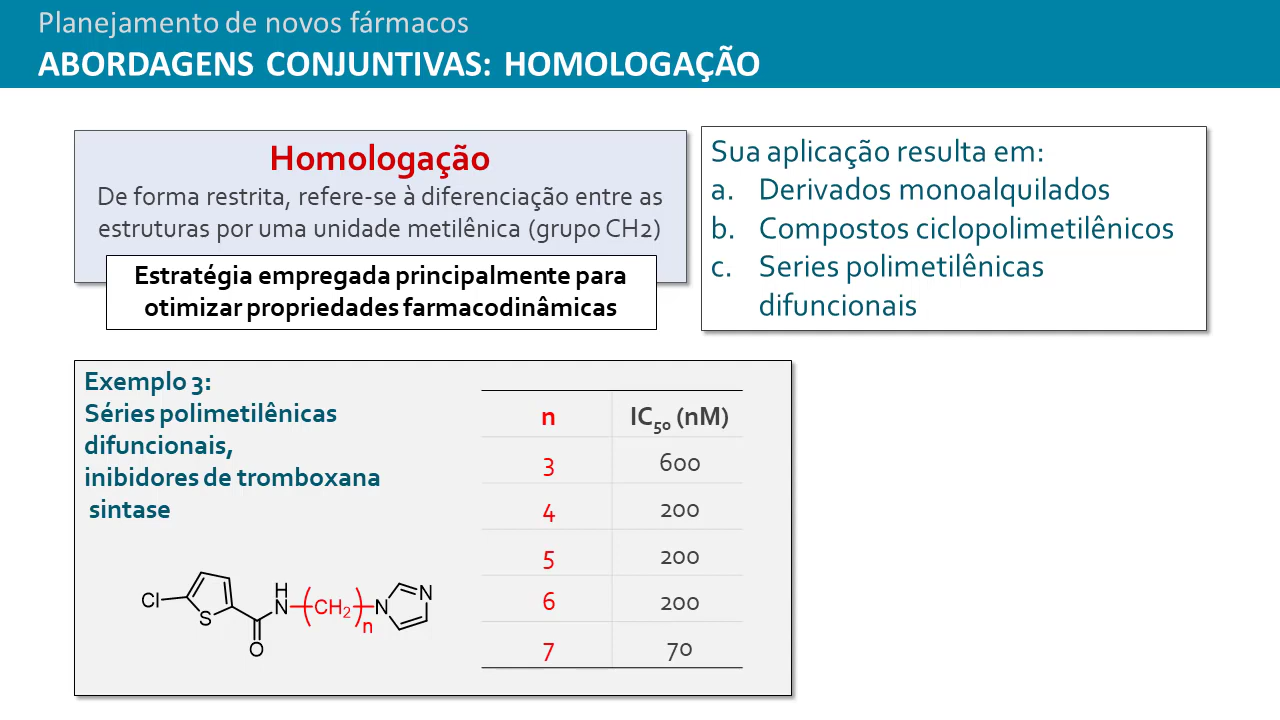 Planejamento de novos fármacos
ABORDAGENS CONJUNTIVAS: HOMOLOGAÇÃO
Homologação
De forma restrita, refere-se à diferenciação entre as
estruturas por uma unidade metilênica (grupo CH2)
Estratégia empregada principalmente para
otimizar propriedades farmacodinâmicas
Sua aplicação resulta em:
a. Derivados monoalquilados
b. Compostos ciclopolimetilênicos
c. Series polimetilênicas
difuncionais
Exemplo 3:
Séries polimetilênicas
difuncionais,
inibidores de tromboxana
sintase
Cl S O H N (CH2)n N N
n IC50 (nM)
3 600
4 200
5 200
6 200
7 70